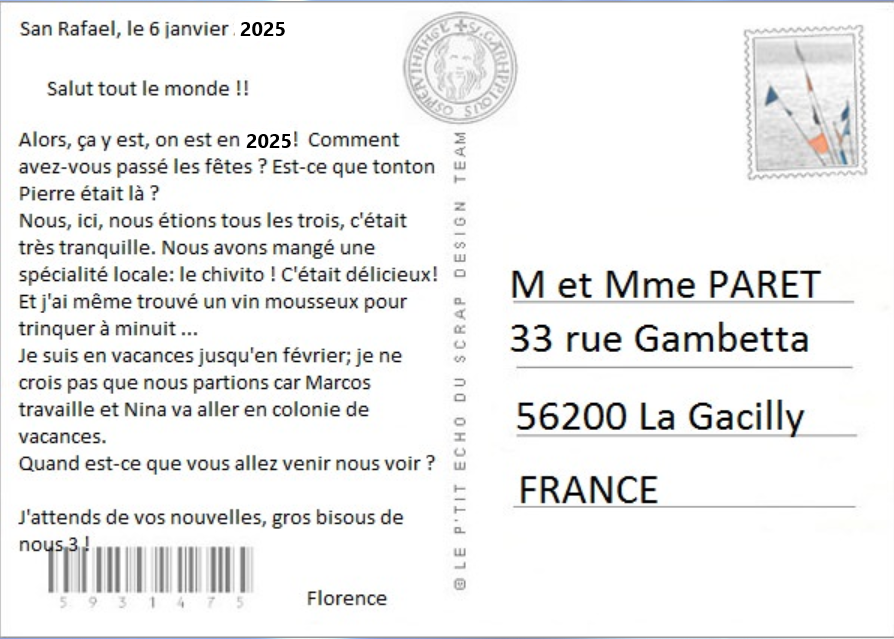 San Rafael, le 6 janvier 2025
Salut tout le monde !!
Alors, ça y est, on est en 2025! Comment
avez-vous passé les fêtes ? Est-ce que tonton
Pierre était là ?
Nous, ici, nous étions tous les trois, c'était
très tranquille. Nous avons mangé une
spécialité locale: le chivito ! C'était délicieux!
Et j'ai même trouvé un vin mousseux pour
trinquer à minuit ...
Je suis en vacances jusqu'en février; je ne
crois pas que nous partions car Marcos
travaille et Nina va aller en colonie de
vacances.
Quand est-ce que vous allez venir nous voir ?
J'attends de vos nouvelles, gros bisous de
nous 3 !
5 9 3 1 4 7 5
Florence
© LE P'TIT ECHO DU SCRAP DESIGN TEAM
M et Mme PARET
33 rue Gambetta
56200 La Gacilly
FRANCE